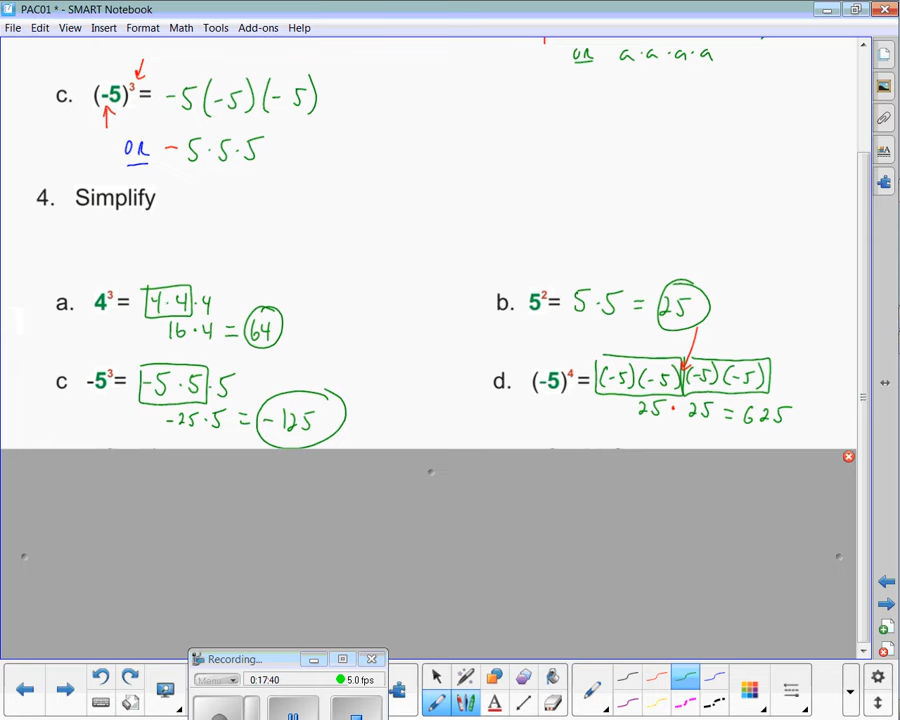 PAC01 * - SMART Notebook
File Edit View Insert Format Math Tools Add-ons Help
OR a·a·a·a
c. (-5)³ = -5(-5)(-5)
OR -5·5·5
4. Simplify
a. 4³ = 4·4·4
16·4 = 64
b. 5² = 5·5 = 25
c -5³ = -5·5·5
-25·5 = -125
d. (-5)⁴ = (-5)(-5)(-5)(-5)
25·25 = 625
Recording...
Menu 0:17:40 5.0 fps